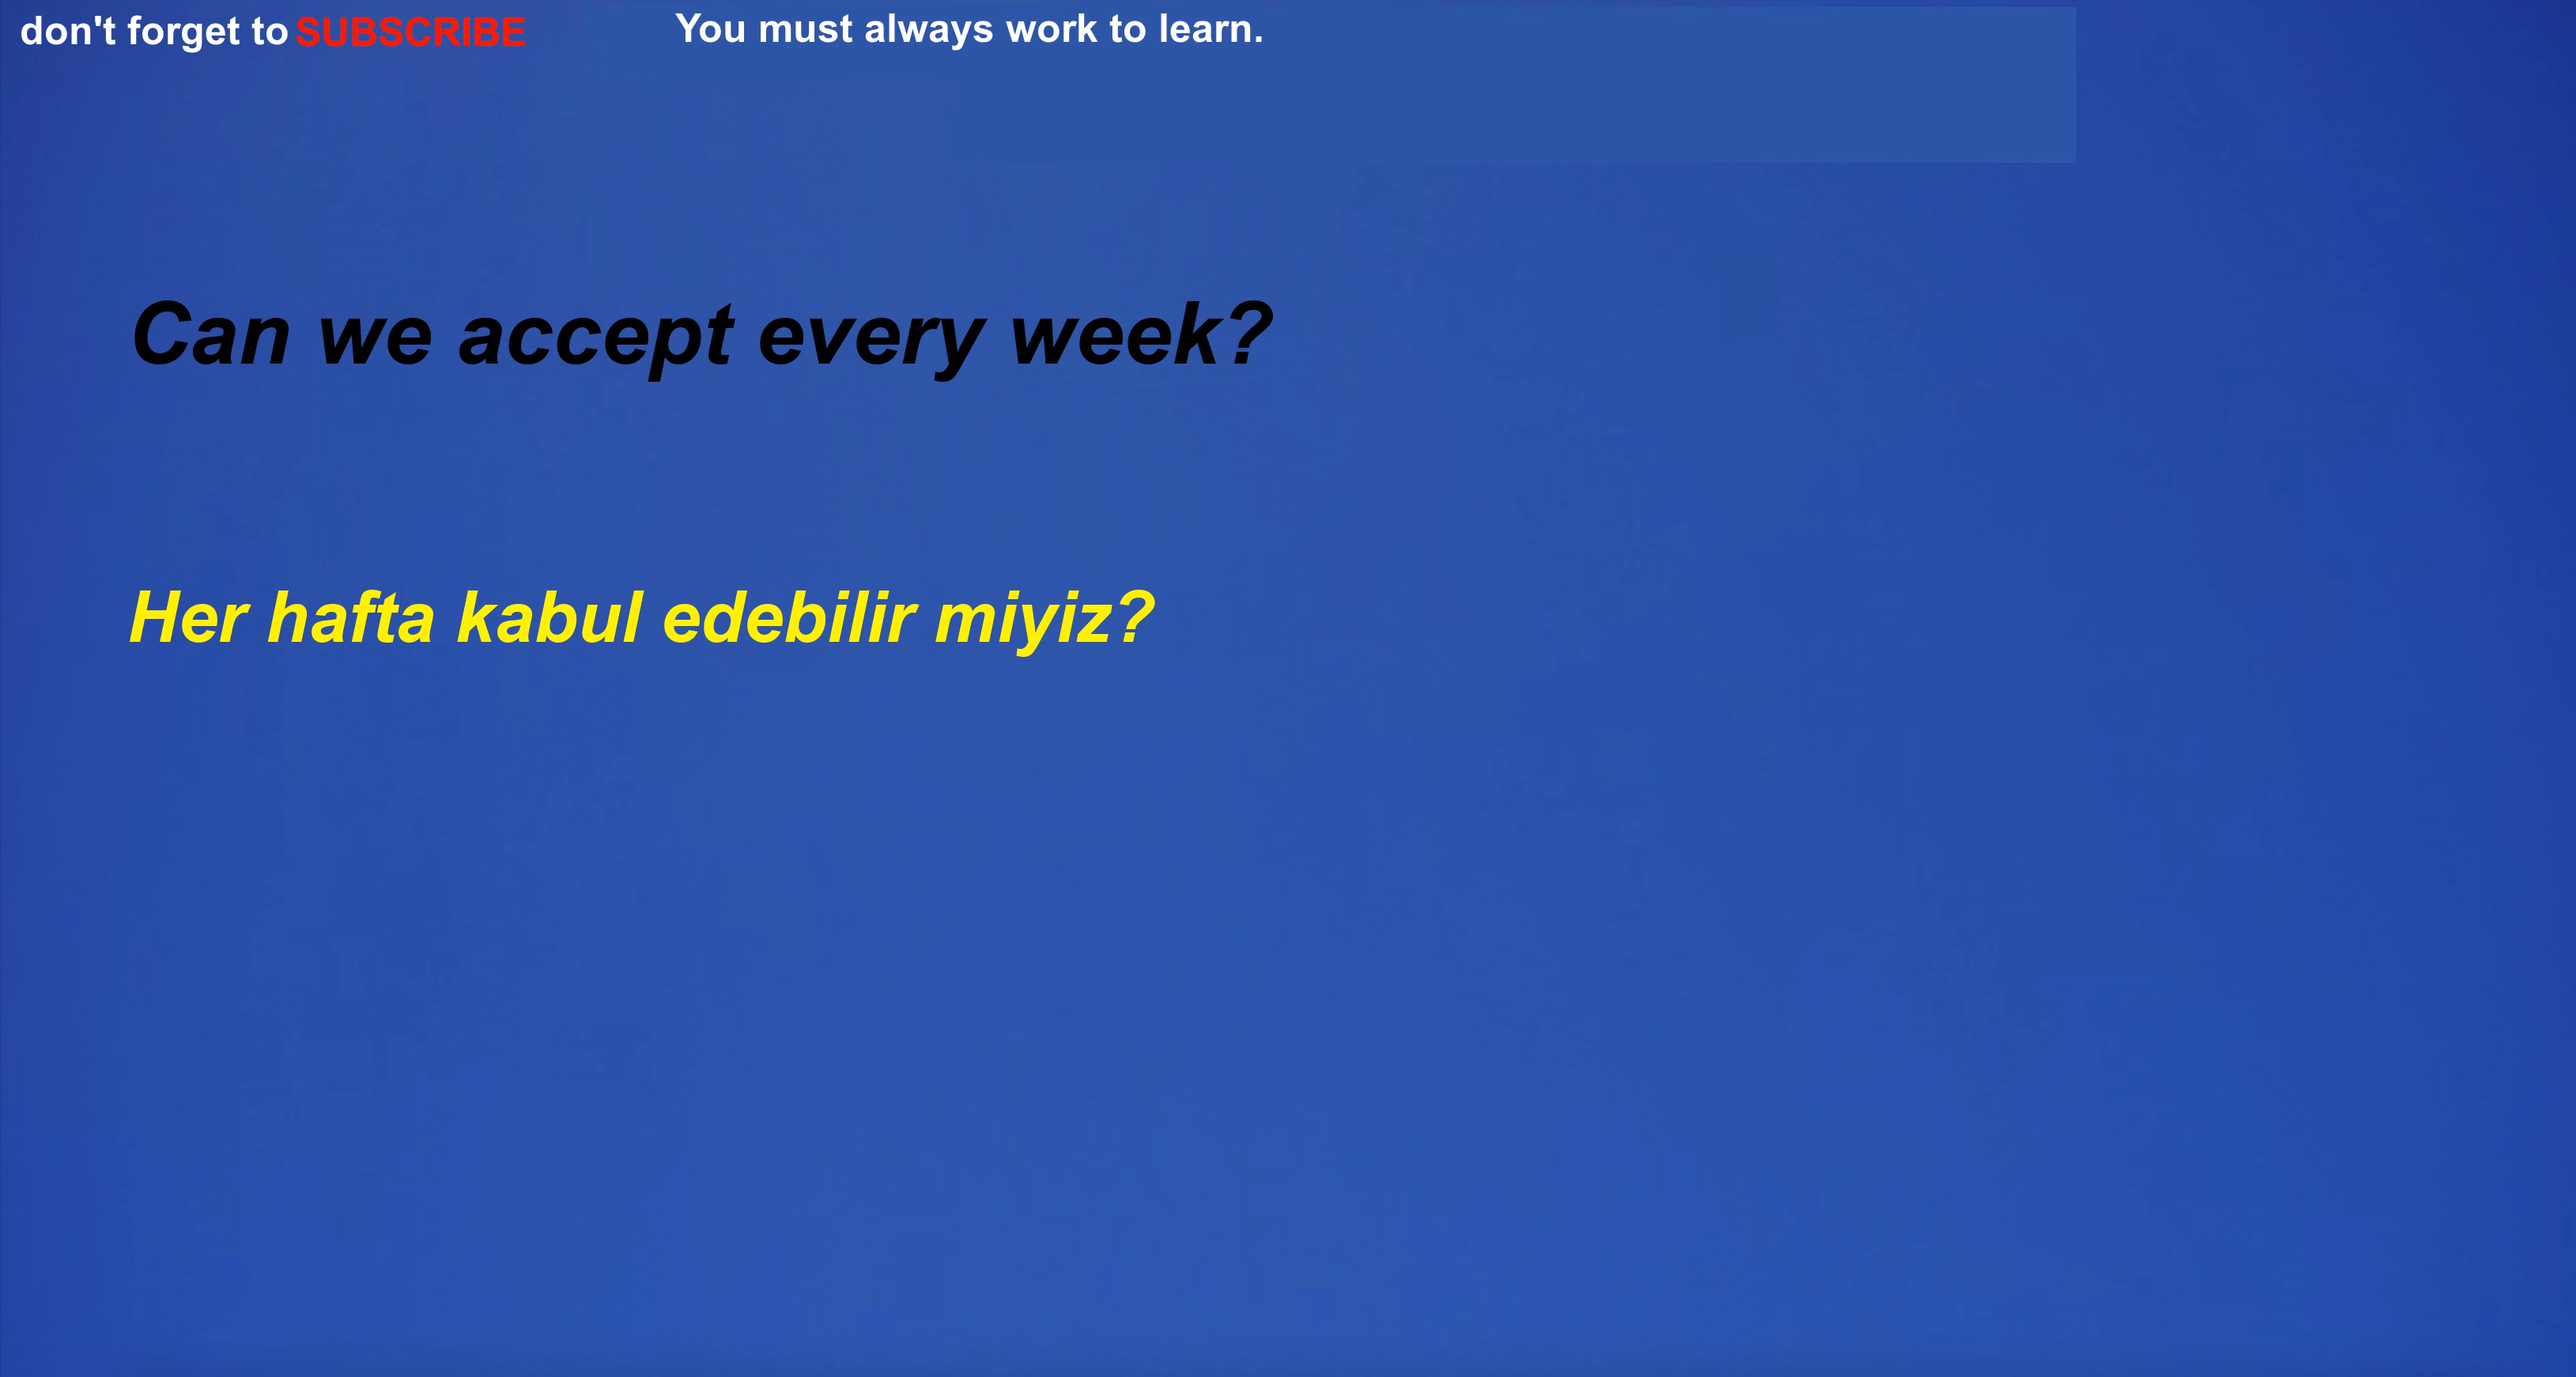 don't forget to SUBSCRIBE You must always work to learn.
Can we accept every week?
Her hafta kabul edebilir miyiz?